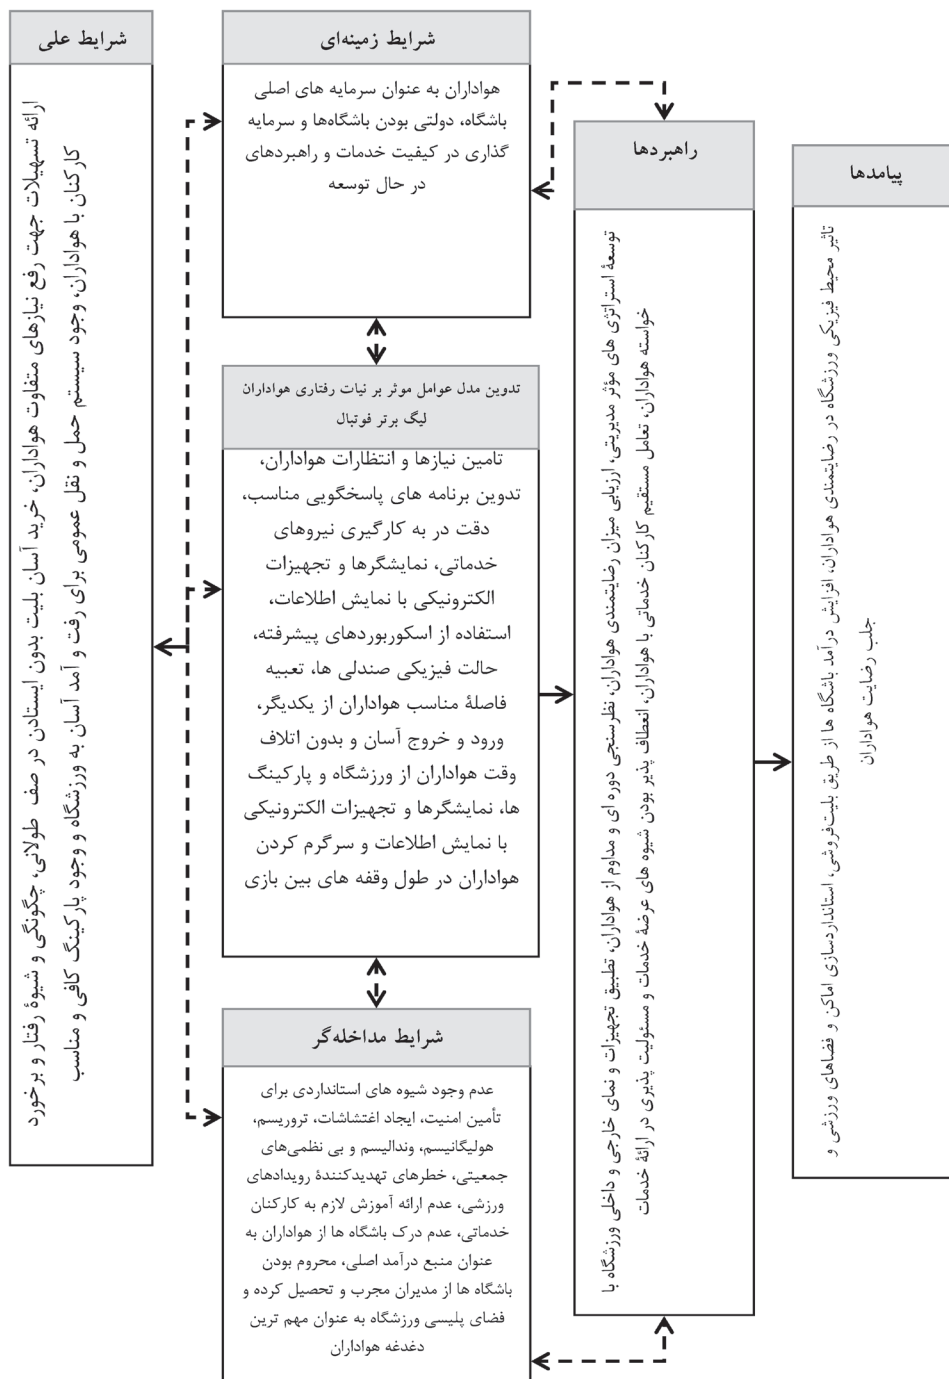 شرایط علی
ارائه تسهیلات جهت رفع نیازهای متفاوت هواداران، خرید آسان بلیت بدون ایستادن در صف طولانی، چگونگی و شیوۀ رفتار و برخورد
کارکنان با هواداران، وجود سیستم حمل و نقل عمومی برای رفت و آمد آسان به ورزشگاه و وجود پارکینگ کافی و مناسب
شرایط زمینه‌ای
هواداران به عنوان سرمایه های اصلی
باشگاه، دولتی بودن باشگاه‌ها و سرمایه
گذاری در کیفیت خدمات و راهبردهای
در حال توسعه
تدوین مدل عوامل موثر بر نیات رفتاری هواداران
لیگ برتر فوتبال
تامین نیازها و انتظارات هواداران،
تدوین برنامه های پاسخگویی مناسب،
دقت در به کارگیری نیروهای
خدماتی، نمایشگرها و تجهیزات
الکترونیکی با نمایش اطلاعات،
استفاده از اسکوربوردهای پیشرفته،
حالت فیزیکی صندلی ها، تعبیه
فاصلۀ مناسب هواداران از یکدیگر،
ورود و خروج آسان و بدون اتلاف
وقت هواداران از ورزشگاه و پارکینگ
ها، نمایشگرها و تجهیزات الکترونیکی
با نمایش اطلاعات و سرگرم کردن
هواداران در طول وقفه های بین بازی
شرایط مداخله‌گر
عدم وجود شیوه های استانداردی برای
تأمین امنیت، ایجاد اغتشاشات، تروریسم،
هولیگانیسم، وندالیسم و بی نظمی‌های
جمعیتی، خطرهای تهدیدکنندۀ رویدادهای
ورزشی، عدم ارائه آموزش لازم به کارکنان
خدماتی، عدم درک باشگاه ها از هواداران به
عنوان منبع درآمد اصلی، محروم بودن
باشگاه ها از مدیران مجرب و تحصیل کرده و
فضای پلیسی ورزشگاه به عنوان مهم ترین
دغدغه هواداران
راهبردها
توسعۀ استراتژی های مؤثر مدیریتی، ارزیابی میزان رضایتمندی هواداران، نظرسنجی دوره ای و مداوم از هواداران، تطبیق تجهیزات و نمای خارجی و داخلی ورزشگاه با
خواسته هواداران، تعامل مستقیم کارکنان خدماتی با هواداران، انعطاف پذیر بودن شیوه های عرضۀ خدمات و مسئولیت پذیری در ارائۀ خدمات
پیامدها
تاثیر محیط فیزیکی ورزشگاه در رضایتمندی هواداران، افزایش درآمد باشگاه ها از طریق بلیت‌فروشی، استانداردسازی اماکن و فضاهای ورزشی و
جلب رضایت هواداران